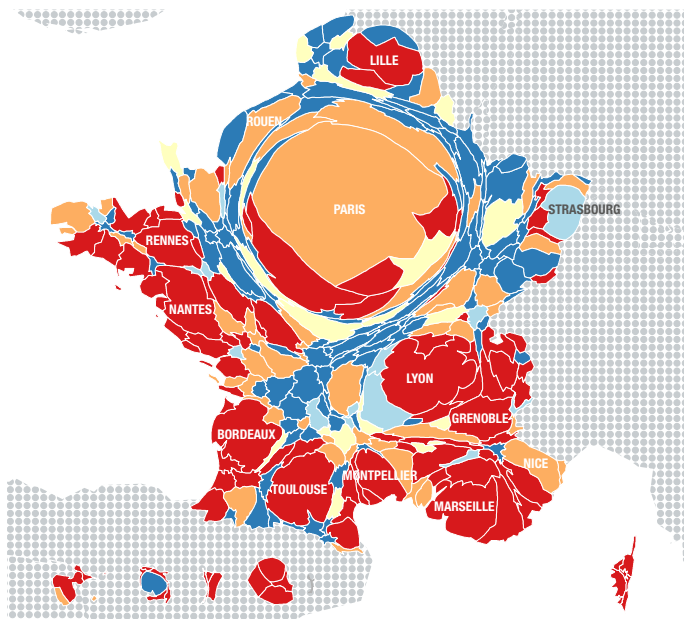 LILLE
ROUEN
PARIS
STRASBOURG
RENNES
NANTES
LYON
GRENOBLE
BORDEAUX
NICE
MONTPELLIER
TOULOUSE
MARSEILLE